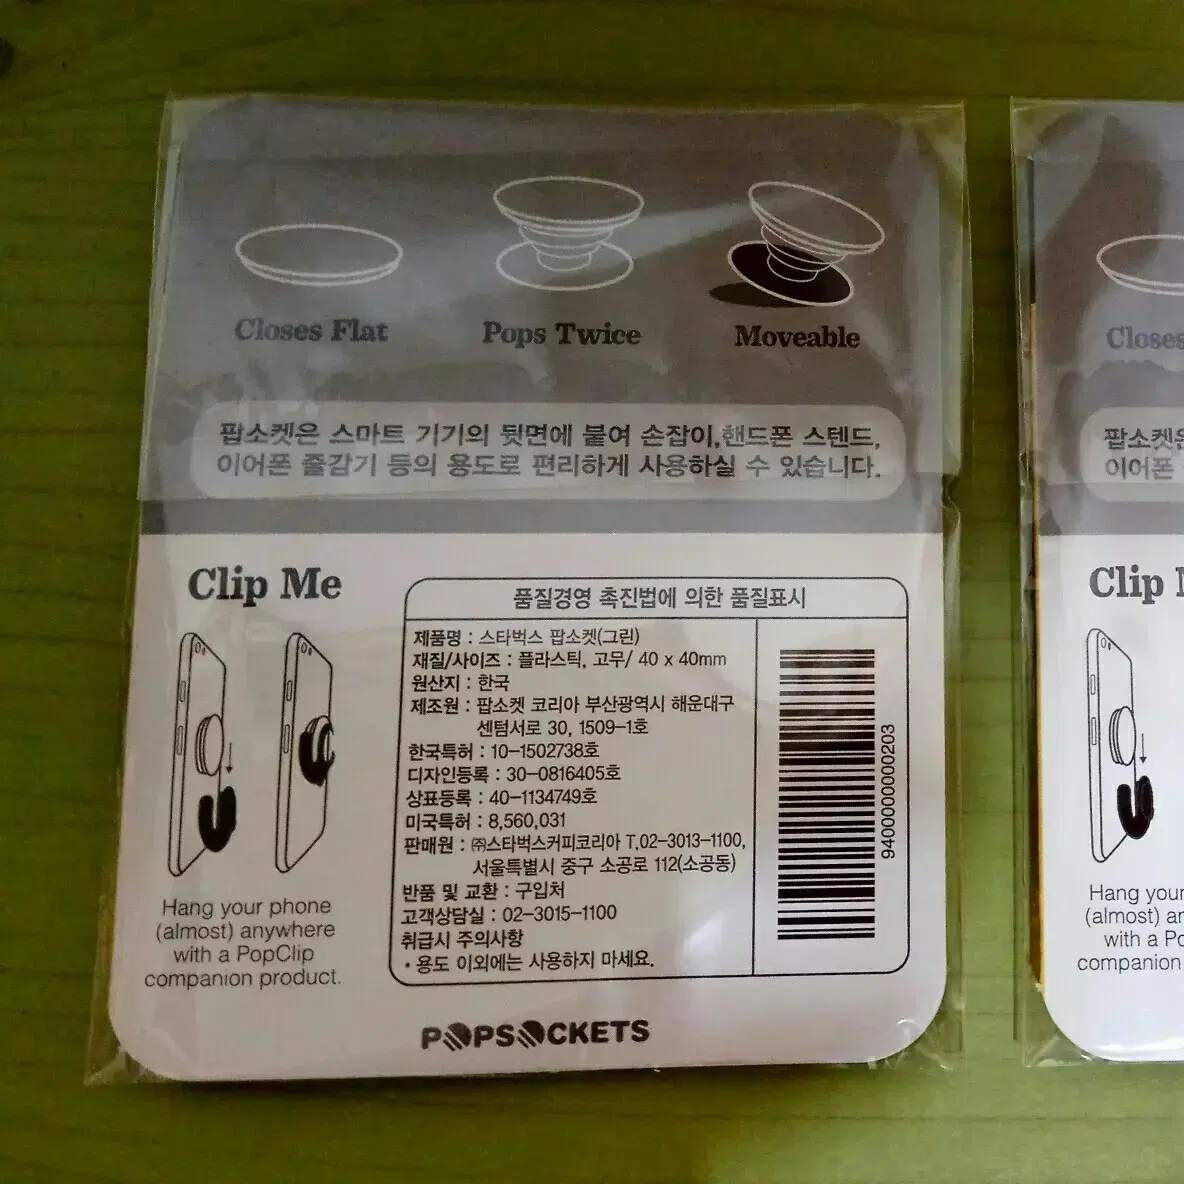 Closes Flat
Pops Twice
Moveable
팝소켓은 스마트 기기의 뒷면에 붙여 손잡이,핸드폰 스텐드,
이어폰 줄감기 등의 용도로 편리하게 사용하실 수 있습니다.
Clip Me
Hang your phone
(almost) anywhere
with a PopClip
companion product.
품질경영 촉진법에 의한 품질표시
제품명 : 스타벅스 팝소켓(그린)
재질/사이즈 : 플라스틱, 고무/ 40 x 40mm
원산지 : 한국
제조원 : 팝소켓 코리아 부산광역시 해운대구
센텀서로 30, 1509-1호
한국특허 : 10-1502738호
디자인등록 : 30-0816405호
상표등록 : 40-1134749호
미국특허 : 8,560,031
판매원 : ㈜스타벅스커피코리아 T.02-3013-1100,
서울특별시 중구 소공로 112(소공동)
반품 및 교환 : 구입처
고객상담실 : 02-3015-1100
취급시 주의사항
• 용도 이외에는 사용하지 마세요.
9400000000203
POPSOCKETS
Closes
팝소켓은
이어폰
Clip
Hang your
(almost)
with a
companion